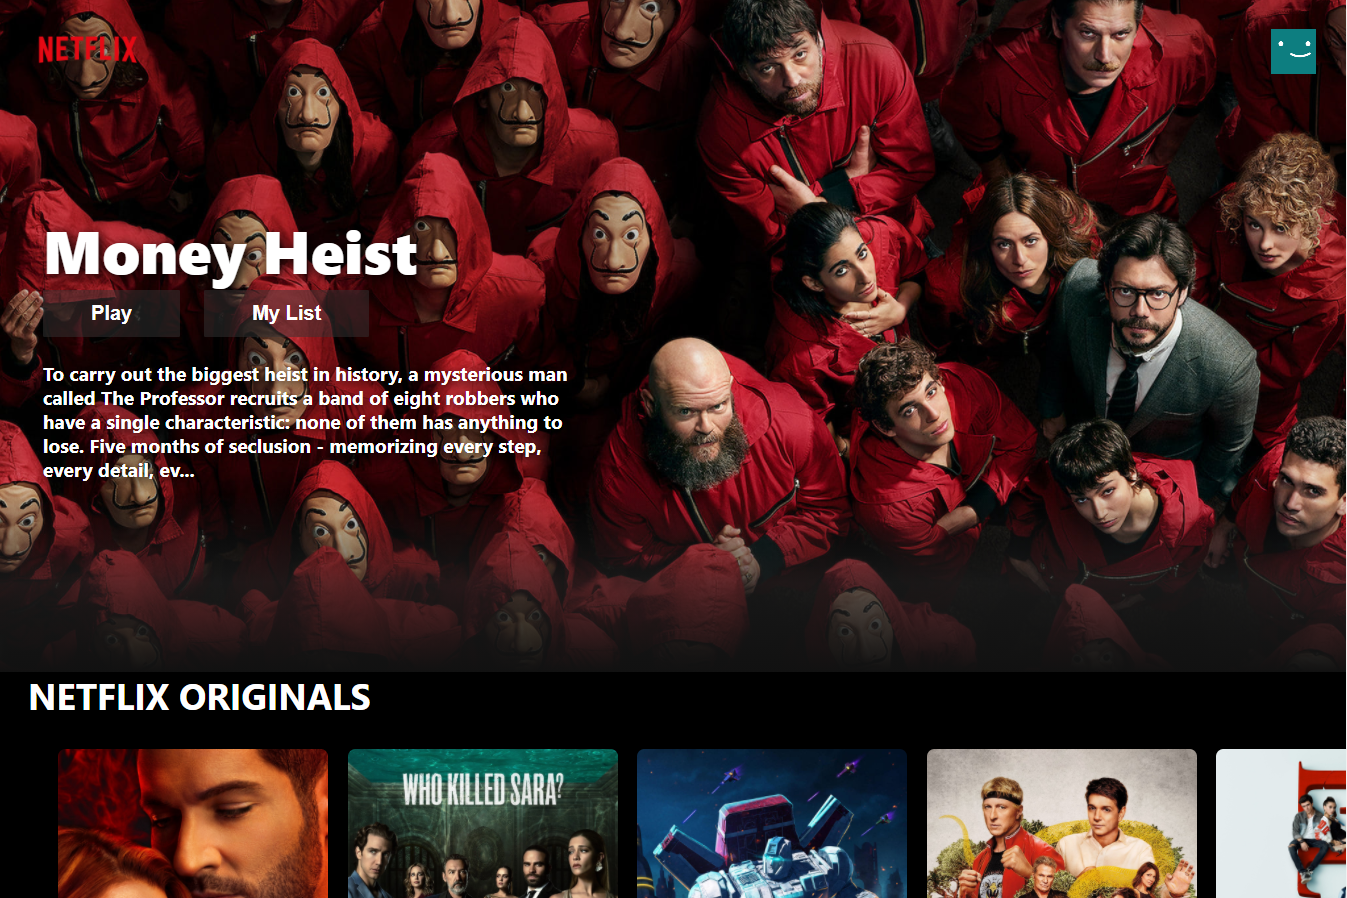 NETFLIX
Money Heist
Play
My List
To carry out the biggest heist in history, a mysterious man
called The Professor recruits a band of eight robbers who
have a single characteristic: none of them has anything to
lose. Five months of seclusion - memorizing every step,
every detail, ev...
NETFLIX ORIGINALS
WHO KILLED SARA?